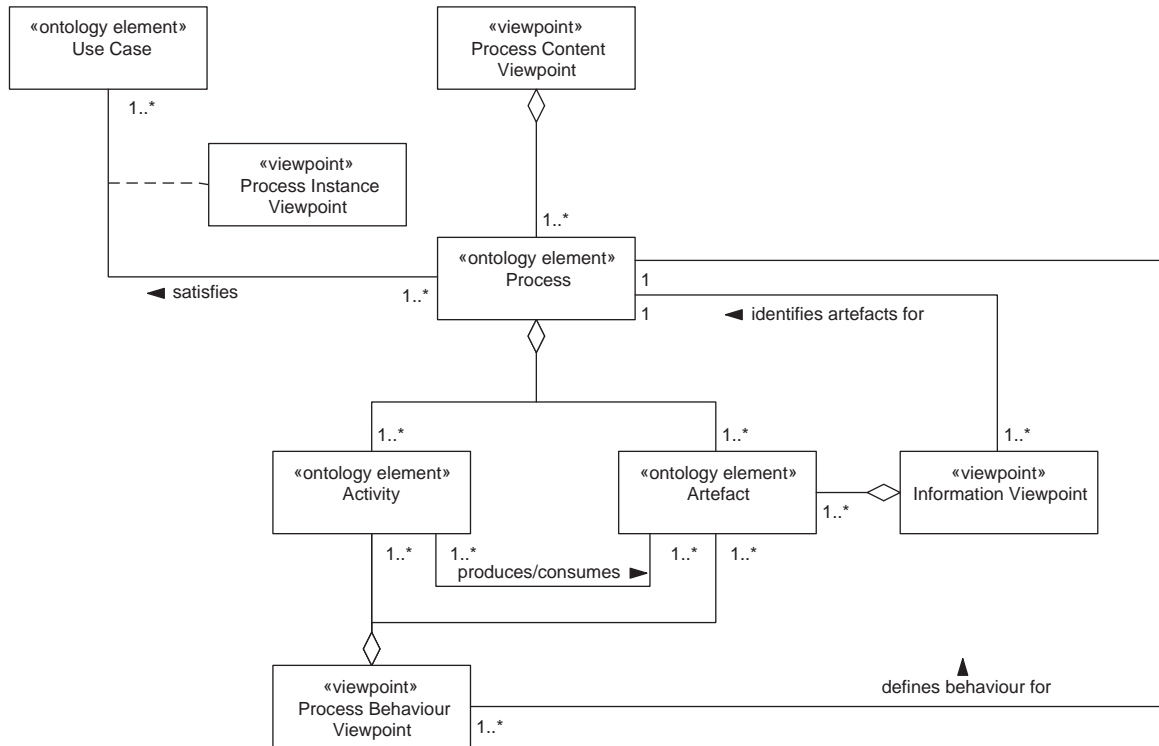 «ontology element»
Use Case
«viewpoint»
Process Content
Viewpoint
1..*
«viewpoint»
Process Instance
Viewpoint
1..*
«ontology element»
Process
satisfies
1..*
1
1
identifies artefacts for
1..*
1..*
1..*
«ontology element»
Activity
«ontology element»
Artefact
«viewpoint»
Information Viewpoint
1..*
1..*
1..*
1..*
1..*
produces/consumes
«viewpoint»
Process Behaviour
Viewpoint
defines behaviour for
1..*